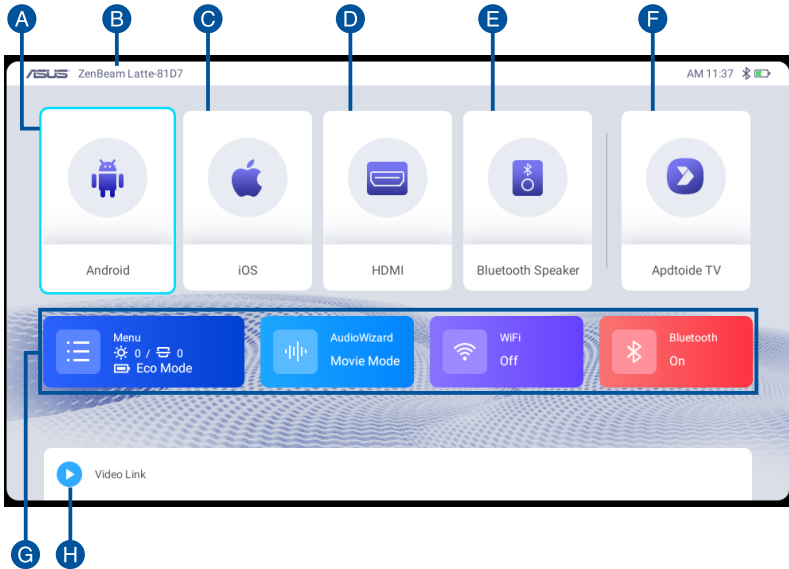 A B C D E F
ASUS ZenBeam Latte-81D7 AM 11:37
Android iOS HDMI Bluetooth Speaker Apdtoide TV
Menu
0 / 0
Eco Mode
AudioWizard
Movie Mode
WiFi
Off
Bluetooth
On
Video Link
G H